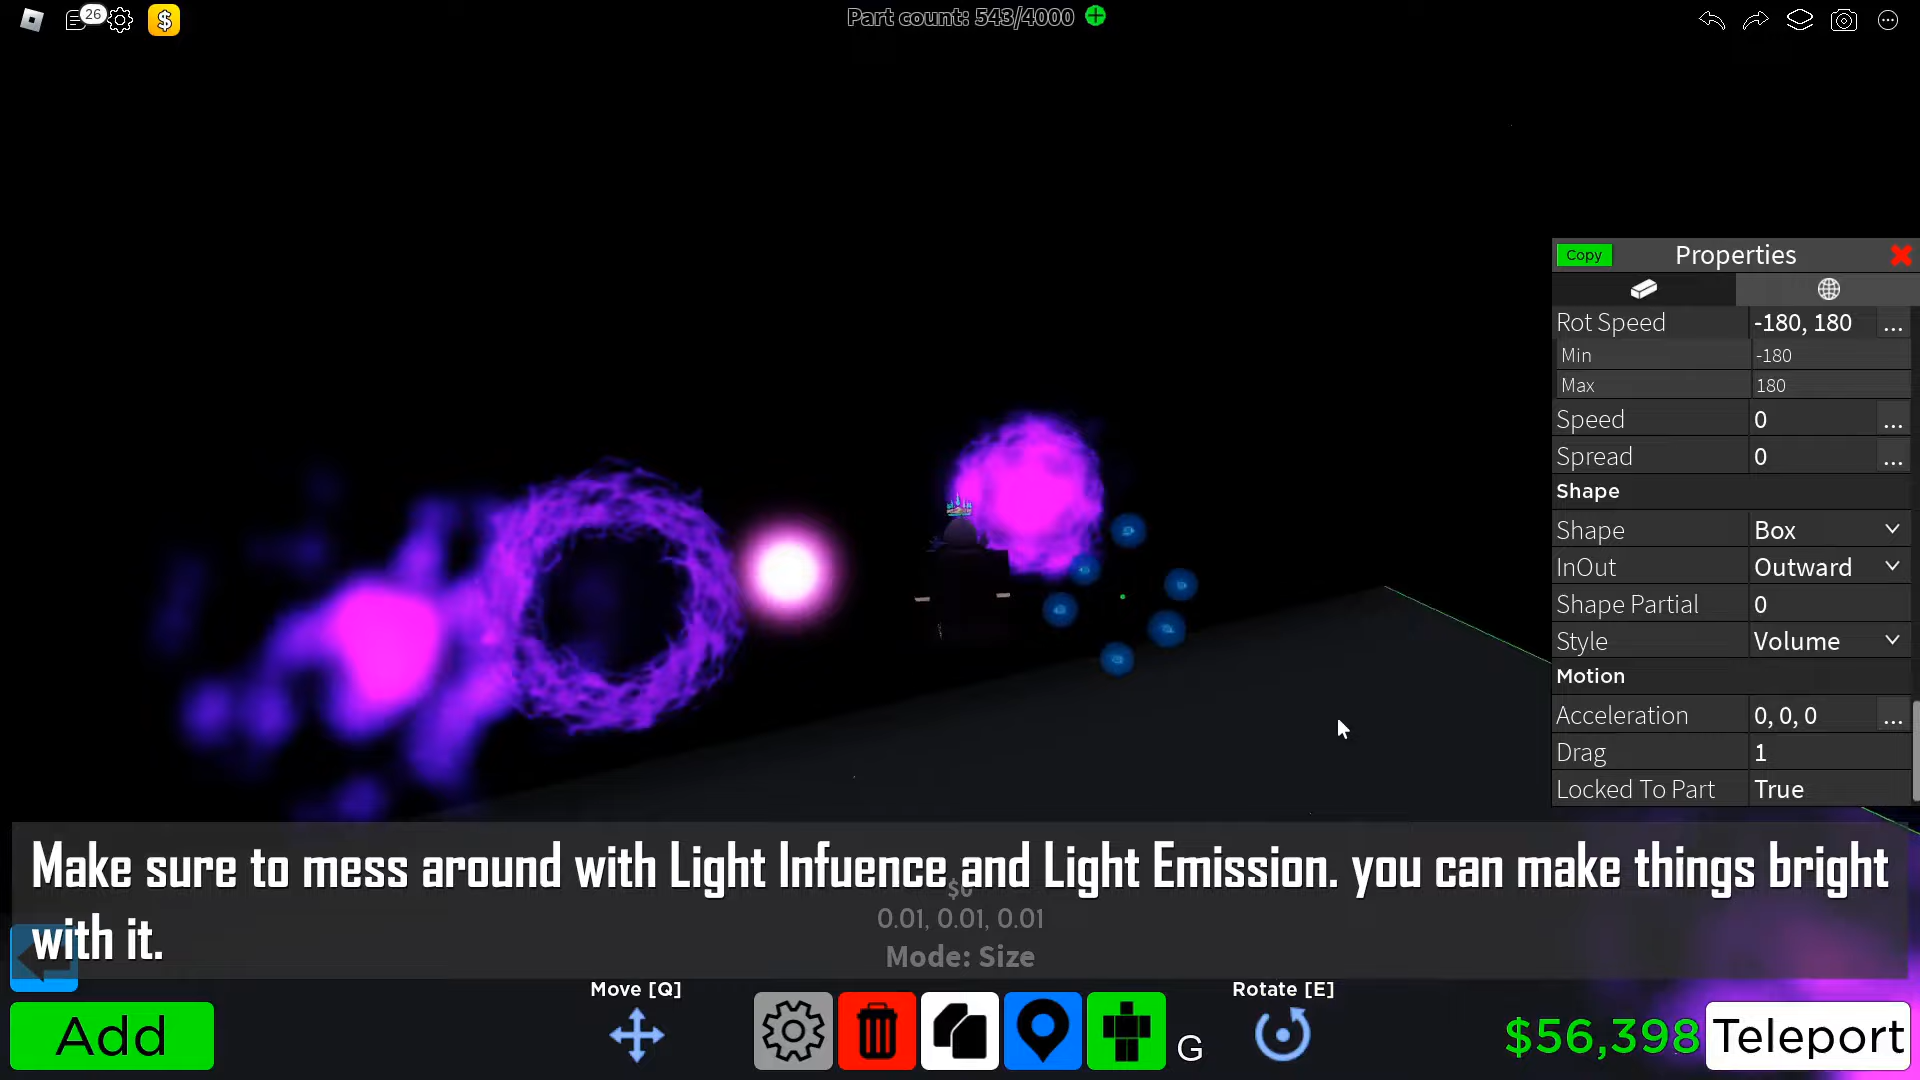 26
$
Part count: 543/4000
Copy
Properties
Rot Speed
-180, 180
...
Min
-180
Max
180
Speed
0
...
Spread
0
...
Shape
Shape
Box
InOut
Outward
Shape Partial
0
Style
Volume
Motion
Acceleration
0, 0, 0
...
Drag
1
Locked To Part
True
Make sure to mess around with Light Infuence and Light Emission. you can make things bright
with it.
$0
0.01, 0.01, 0.01
Mode: Size
Move [Q]
Rotate [E]
Add
G
$56,398
Teleport